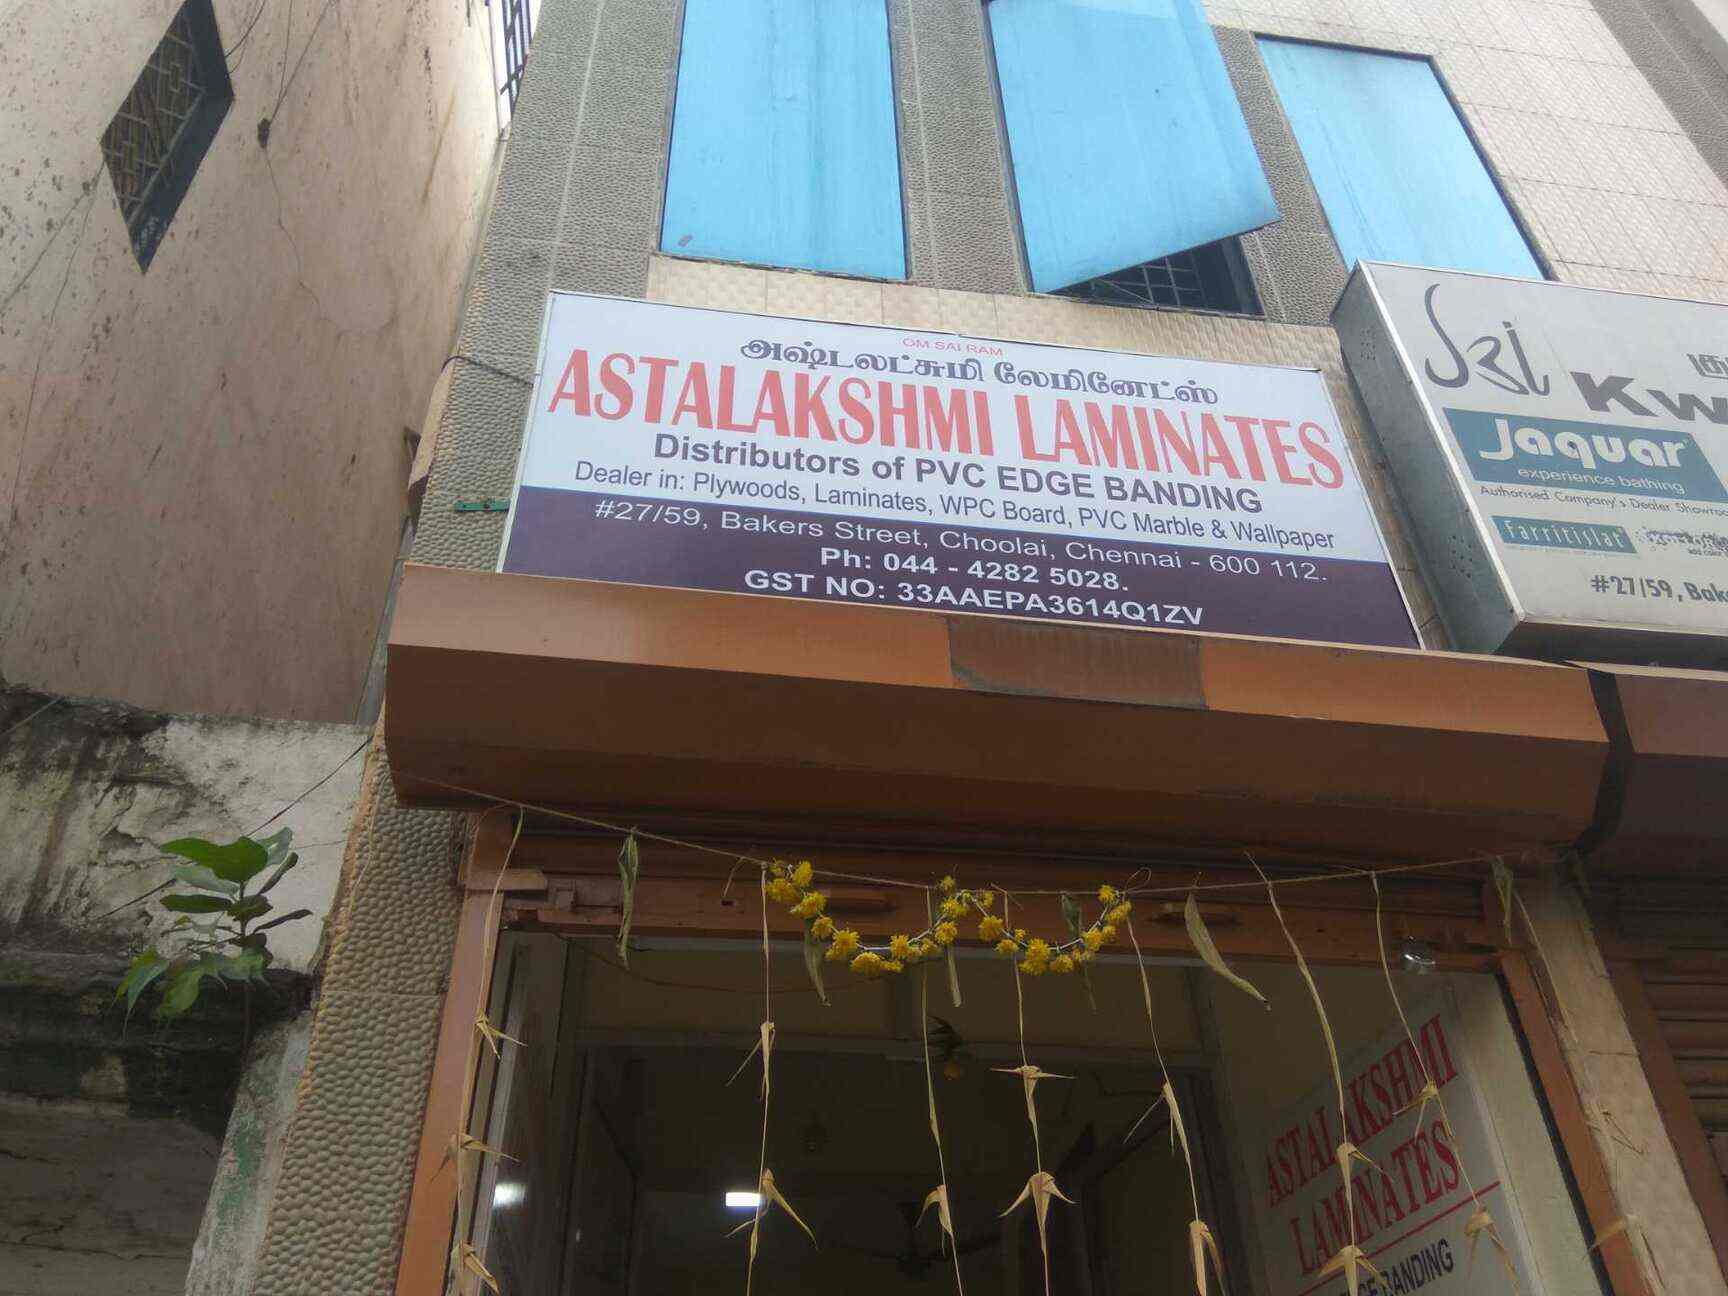 OM SAI RAM
அஷ்டலட்சுமி லேமினேட்ஸ்
ASTALAKSHMI LAMINATES
Distributors of PVC EDGE BANDING
Dealer in: Plywoods, Laminates, WPC Board, PVC Marble & Wallpaper
#27/59, Bakers Street, Choolai, Chennai - 600 112.
Ph: 044 - 4282 5028.
GST NO: 33AAEPA3614Q1ZV
Sri
Jaquar
experience bathing
Authorised Company's Dealer
#27/59,
ASTALAKSHMI
LAMINATES
BANDING